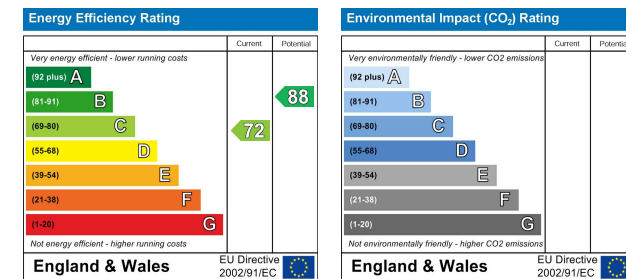 Energy Efficiency Rating
Current Potential
Very energy efficient - lower running costs
(92 plus) A
(81-91) B
88
(69-80) C
72
(55-68) D
(39-54) E
(21-38) F
(1-20) G
Not energy efficient - higher running costs
England & Wales
EU Directive
2002/91/EC
Environmental Impact (CO2) Rating
Current Potential
Very environmentally friendly - lower CO2 emissions
(92 plus) A
(81-91) B
(69-80) C
(55-68) D
(39-54) E
(21-38) F
(1-20) G
Not environmentally friendly - higher CO2 emissions
England & Wales
EU Directive
2002/91/EC